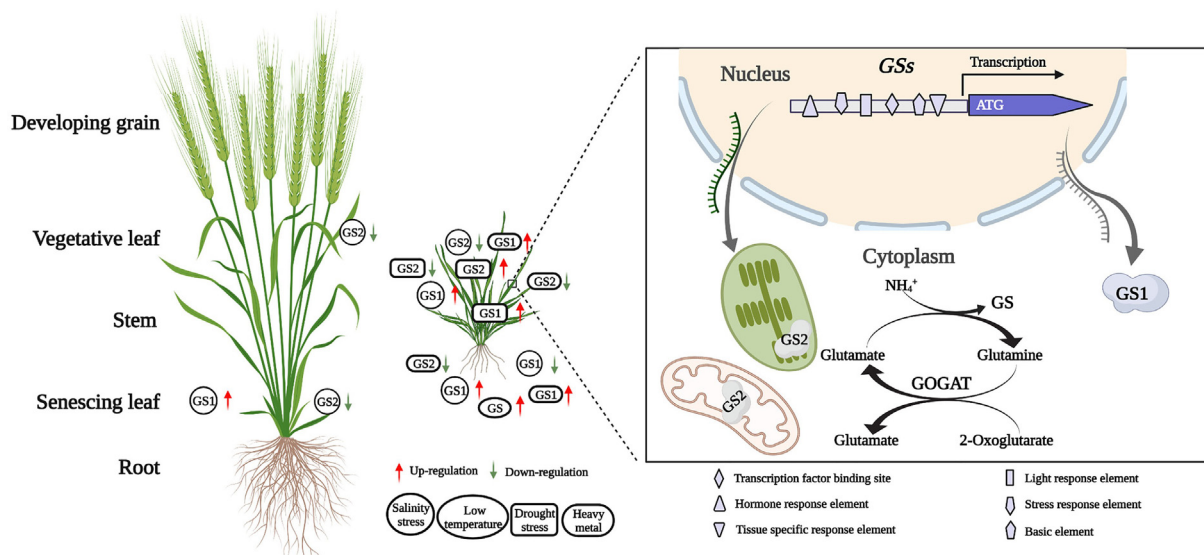 Developing grain
Vegetative leaf
Stem
Senescing leaf
Root
GS2
GS1
GS2
GS2
GS1
GS2
GS2
GS2
GS1
GS1
GS2
GS1
GS1
GS
GS1
Up-regulation
Down-regulation
Salinity
stress
Low
temperature
Drought
stress
Heavy
metal
Nucleus
GSs
Transcription
ATG
Cytoplasm
NH₄⁺
GS
GS1
GS2
Glutamate
Glutamine
GOGAT
GS2
Glutamate
2-Oxoglutarate
Transcription factor binding site
Hormone response element
Tissue specific response element
Light response element
Stress response element
Basic element